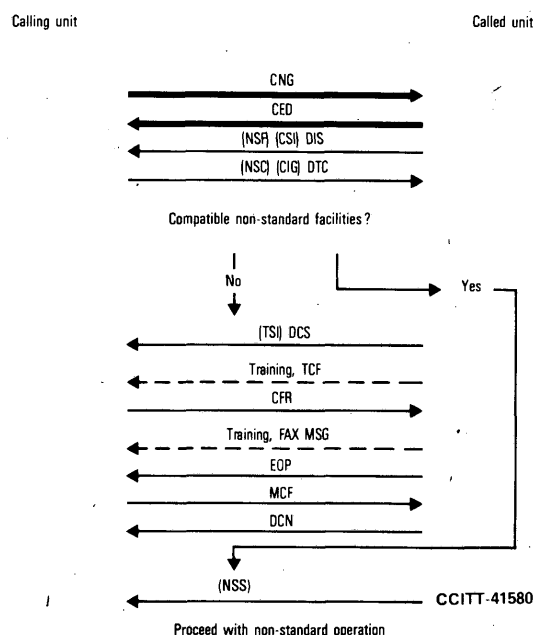 Calling unit
Called unit
CNG
CED
(NSF) (CSI) DIS
(NSC) (CIG) DTC
Compatible non-standard facilities?
No
Yes
(TSI) DCS
Training, TCF
CFR
Training, FAX MSG
EOP
MCF
DCN
(NSS)
CCITT-41580
Proceed with non-standard operation